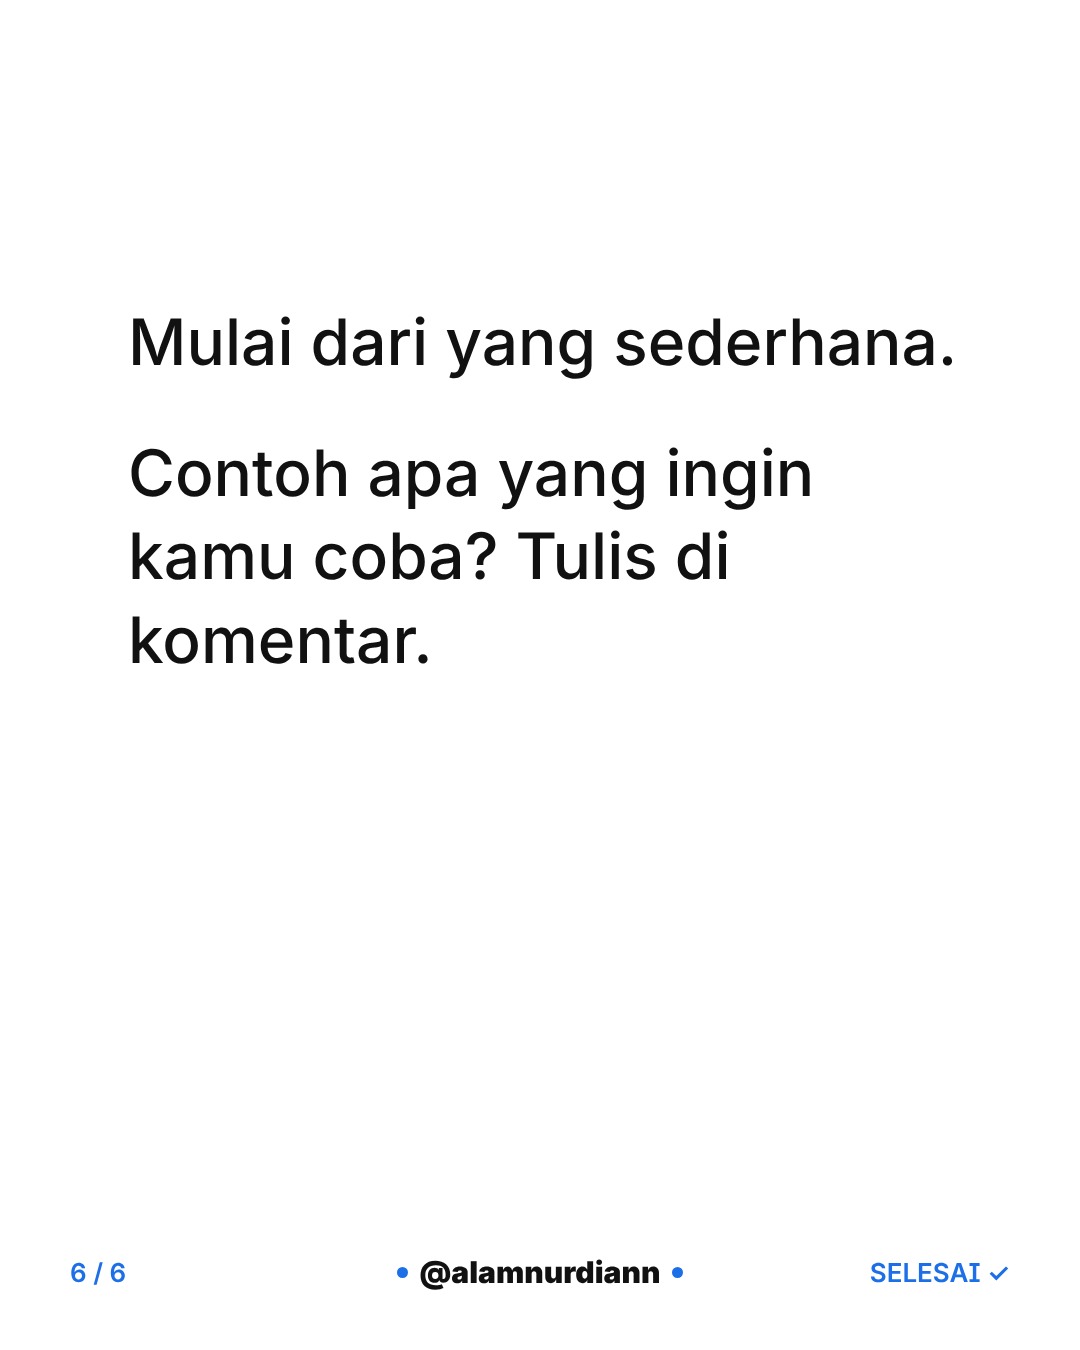 Mulai dari yang sederhana.
Contoh apa yang ingin
kamu coba? Tulis di
komentar.
6 / 6
• @alamnurdiann •
SELESAI ✓